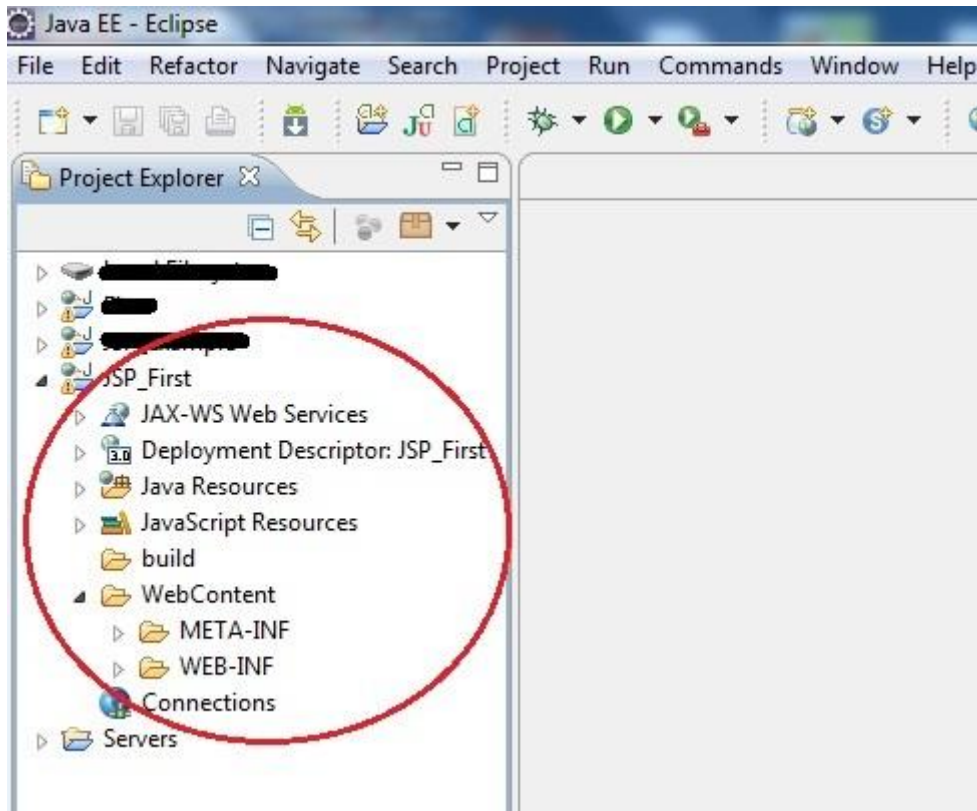 Java EE - Eclipse
File Edit Refactor Navigate Search Project Run Commands Window Help
Project Explorer
JSP_First
JAX-WS Web Services
Deployment Descriptor: JSP_First
Java Resources
JavaScript Resources
build
WebContent
META-INF
WEB-INF
Connections
Servers